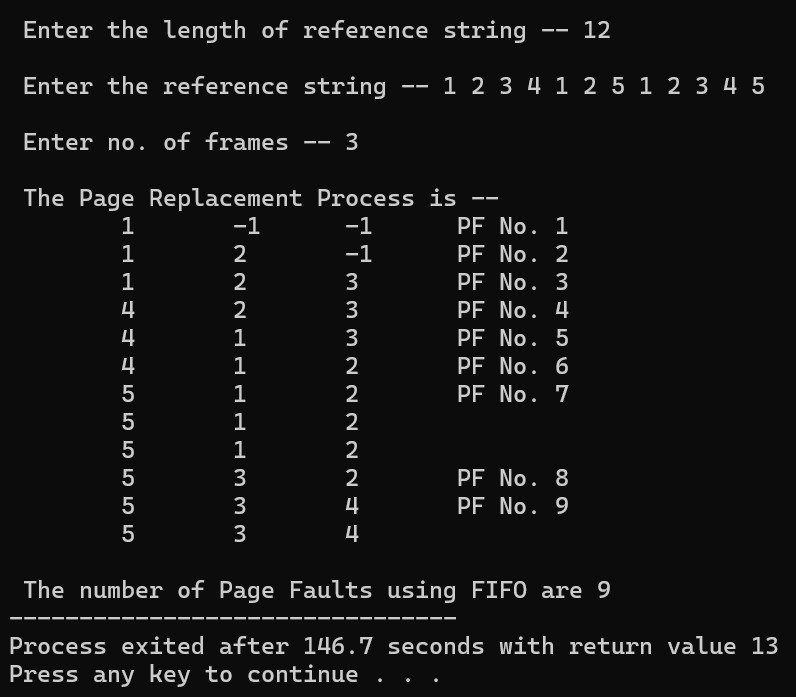 Enter the length of reference string -- 12
Enter the reference string -- 1 2 3 4 1 2 5 1 2 3 4 5
Enter no. of frames -- 3
The Page Replacement Process is --
1 -1 -1 PF No. 1
1 2 -1 PF No. 2
1 2 3 PF No. 3
4 2 3 PF No. 4
4 1 3 PF No. 5
4 1 2 PF No. 6
5 1 2 PF No. 7
5 1 2
5 1 2
5 3 2 PF No. 8
5 3 4 PF No. 9
5 3 4
The number of Page Faults using FIFO are 9
--------------------------------
Process exited after 146.7 seconds with return value 13
Press any key to continue . . .